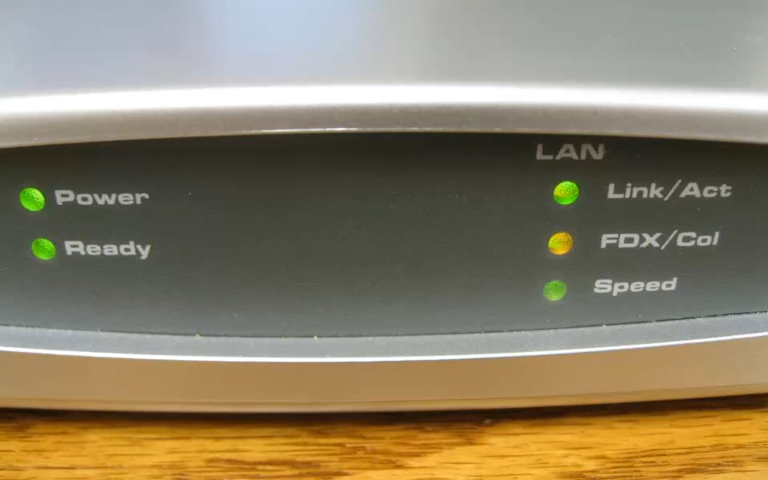 Power
Ready
LAN
Link/Act
FDX/Col
Speed